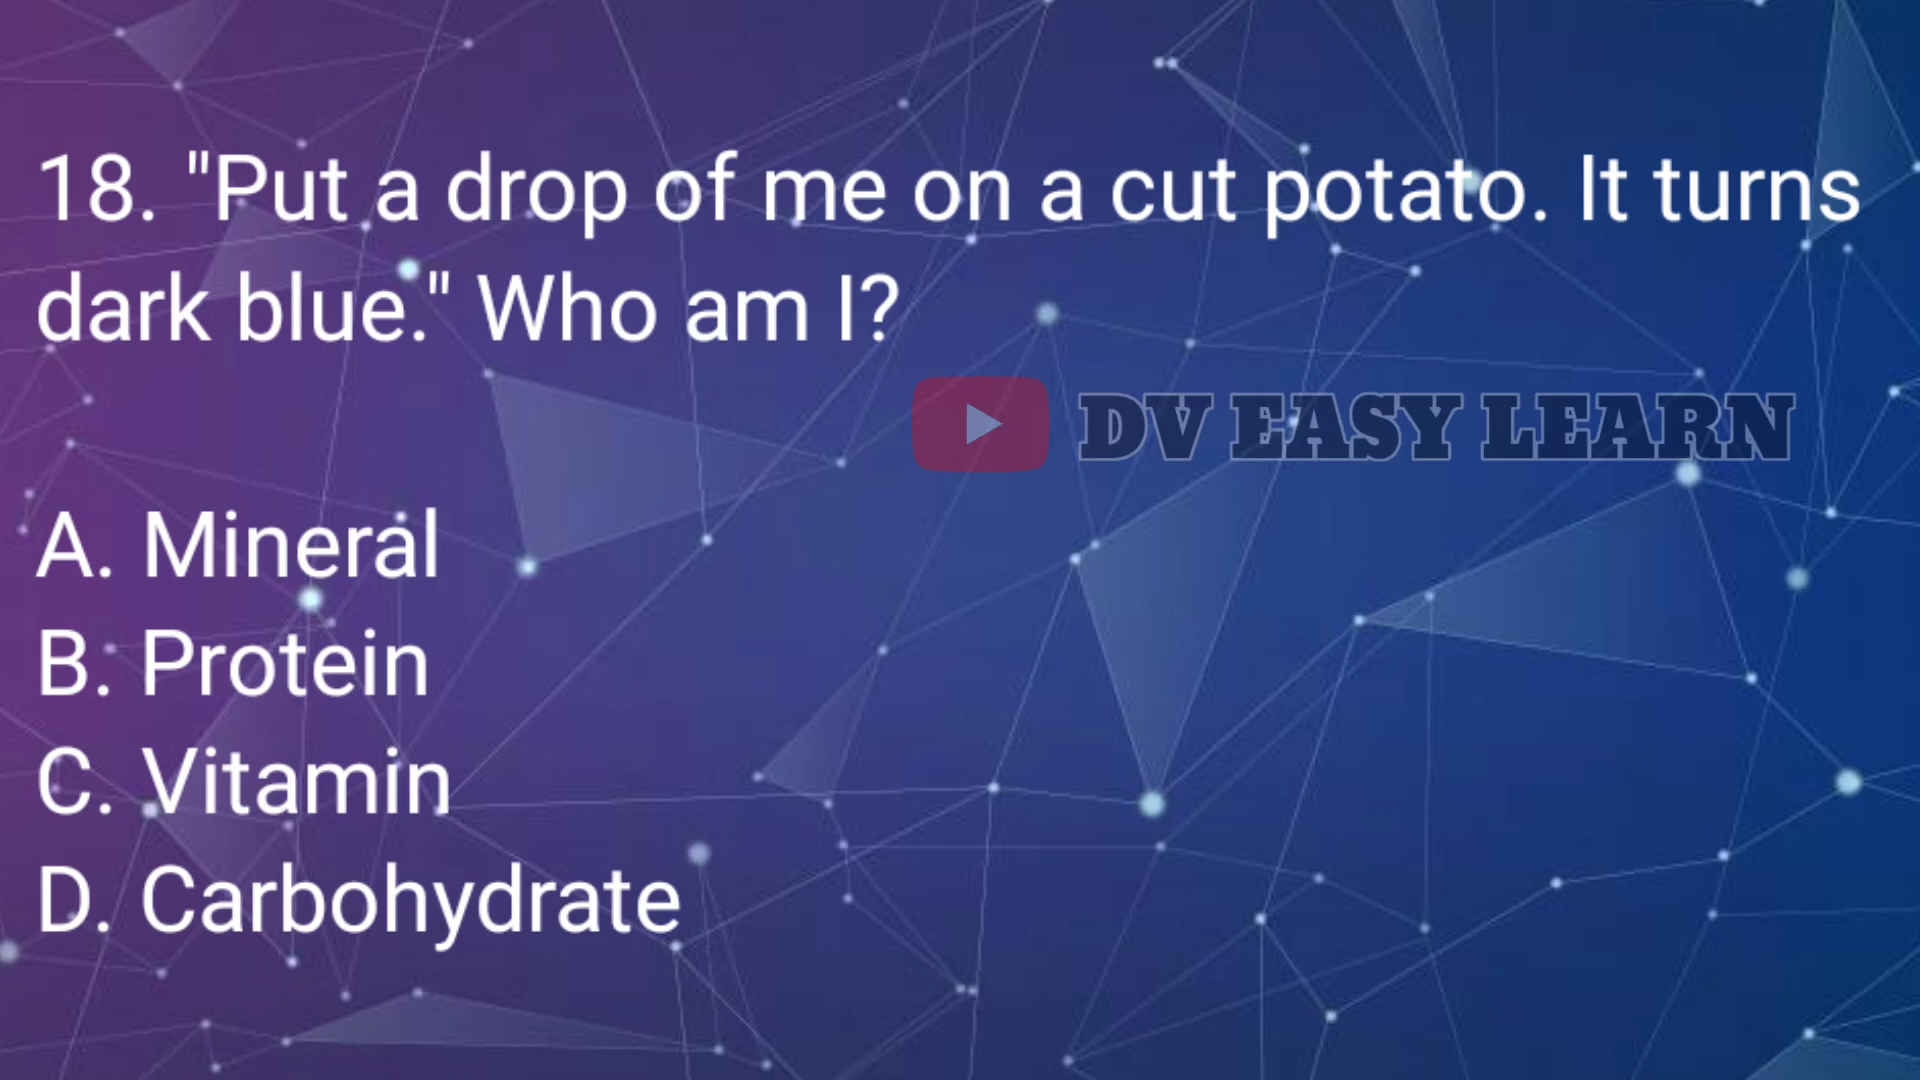 18. "Put a drop of me on a cut potato. It turns
dark blue." Who am I?
DV EASY LEARN
A. Mineral
B. Protein
C. Vitamin
D. Carbohydrate